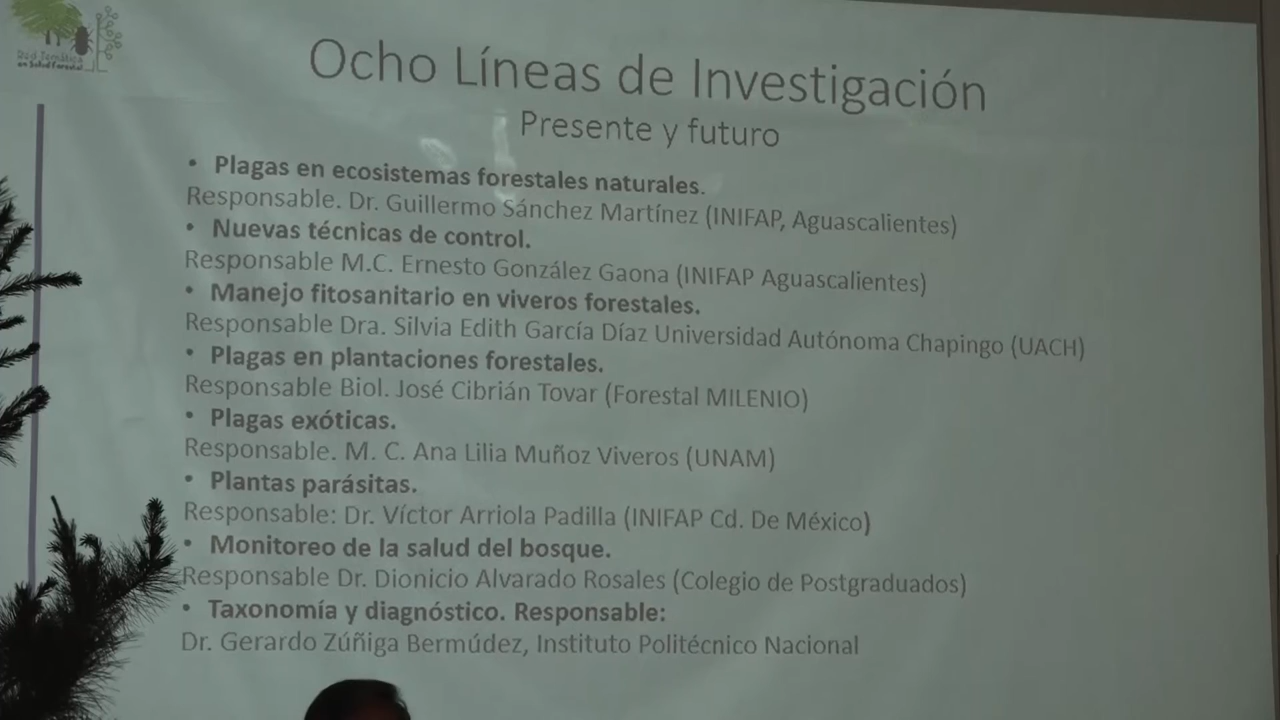 Red Temática
en Salud Forestal
Ocho Líneas de Investigación
Presente y futuro
• Plagas en ecosistemas forestales naturales.
Responsable. Dr. Guillermo Sánchez Martínez (INIFAP, Aguascalientes)
• Nuevas técnicas de control.
Responsable M.C. Ernesto González Gaona (INIFAP Aguascalientes)
• Manejo fitosanitario en viveros forestales.
Responsable Dra. Silvia Edith García Díaz Universidad Autónoma Chapingo (UACH)
• Plagas en plantaciones forestales.
Responsable Biol. José Cibrián Tovar (Forestal MILENIO)
• Plagas exóticas.
Responsable. M. C. Ana Lilia Muñoz Viveros (UNAM)
• Plantas parásitas.
Responsable: Dr. Víctor Arriola Padilla (INIFAP Cd. De México)
• Monitoreo de la salud del bosque.
Responsable Dr. Dionicio Alvarado Rosales (Colegio de Postgraduados)
• Taxonomía y diagnóstico. Responsable:
Dr. Gerardo Zúñiga Bermúdez, Instituto Politécnico Nacional